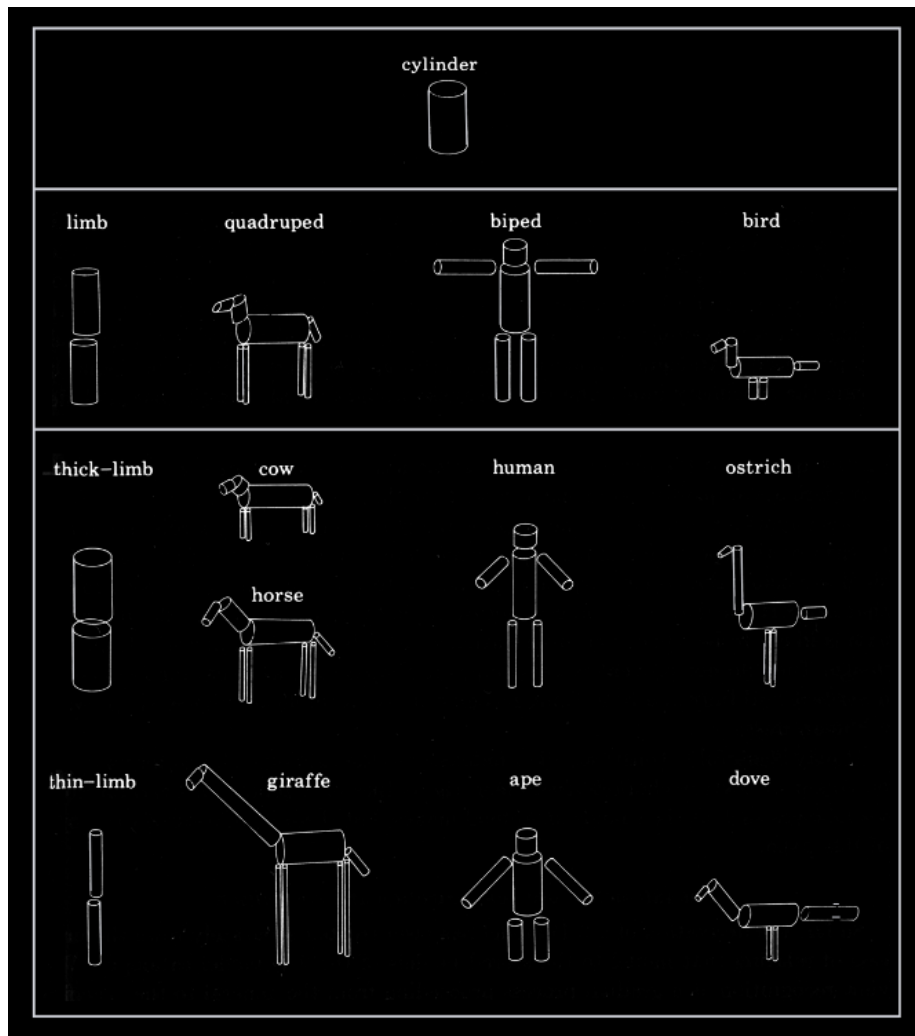 cylinder
limb quadruped biped bird
thick-limb cow human ostrich
horse
thin-limb giraffe ape dove